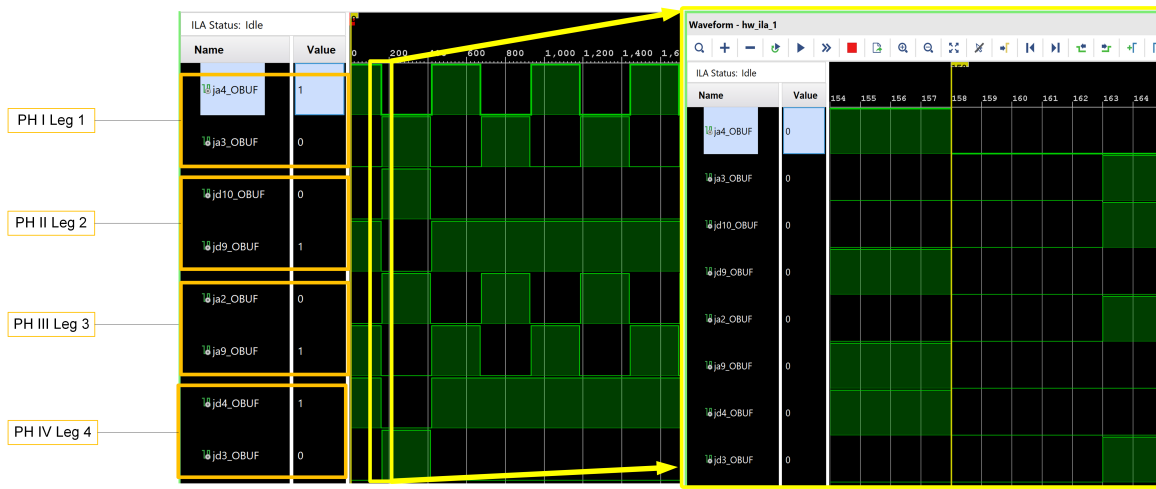 ILA Status: Idle
Name Value
0 200 400 600 800 1,000 1,200 1,400 1,6
PH I Leg 1
ja4_OBUF 1
ja3_OBUF 0
PH II Leg 2
jd10_OBUF 0
jd9_OBUF 1
PH III Leg 3
ja2_OBUF 0
ja9_OBUF 1
PH IV Leg 4
jd4_OBUF 1
jd3_OBUF 0
Waveform - hw_ila_1
ILA Status: Idle
Name Value
154 155 156 157 158 159 160 161 162 163 164
ja4_OBUF 0
ja3_OBUF 0
jd10_OBUF 0
jd9_OBUF 0
ja2_OBUF 0
ja9_OBUF 0
jd4_OBUF 0
jd3_OBUF 0